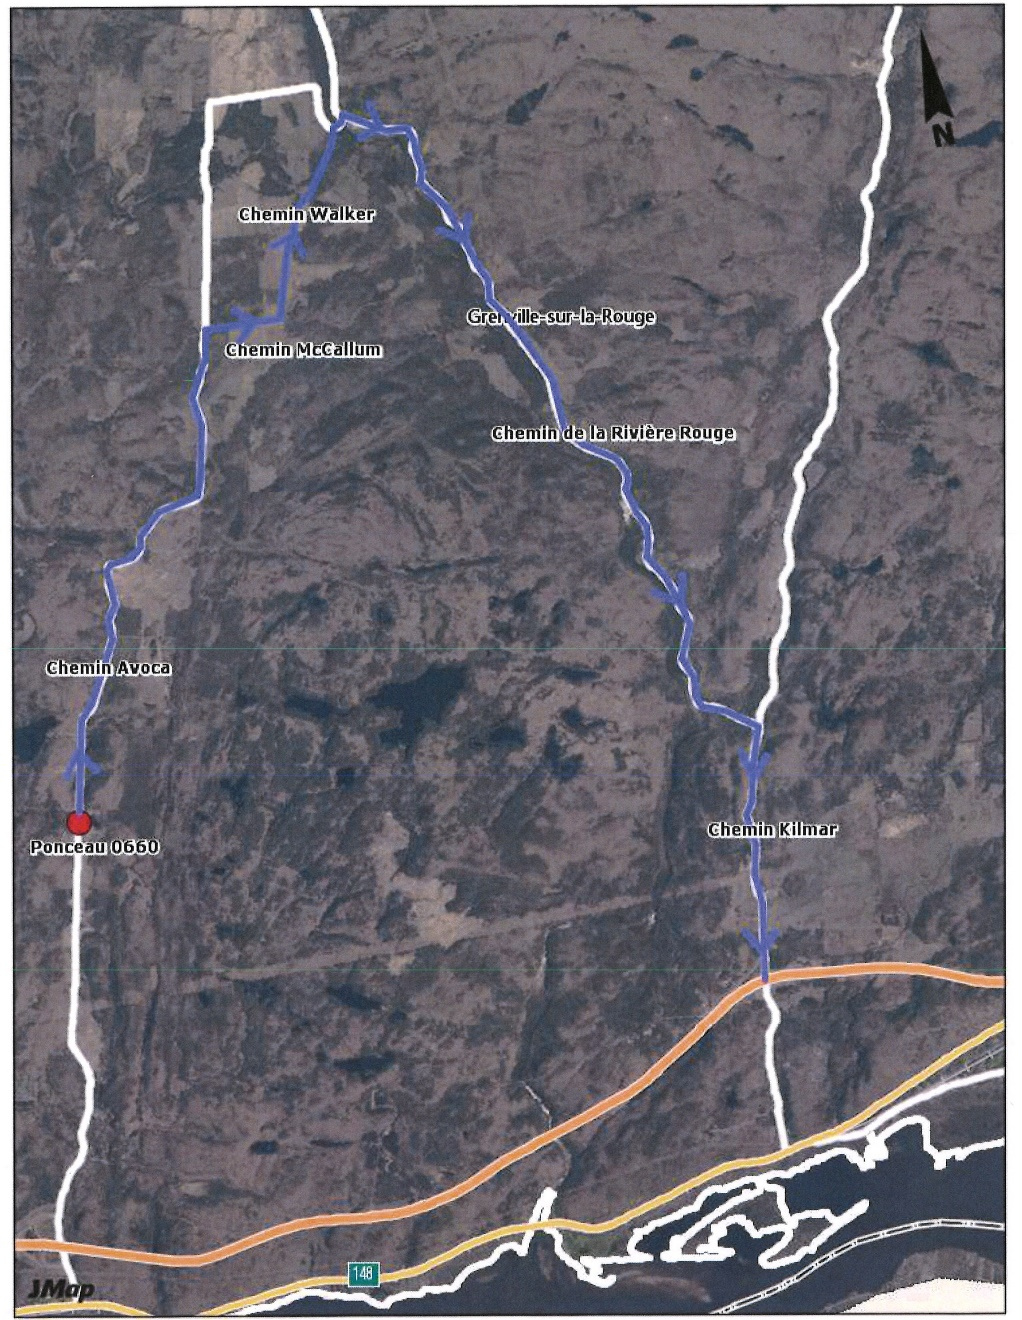 N
Chemin Walker
Grenville-sur-la-Rouge
Chemin McCallum
Chemin de la Rivière Rouge
Chemin Avoca
Chemin Kilmar
Ponceau 0660
148
JMap